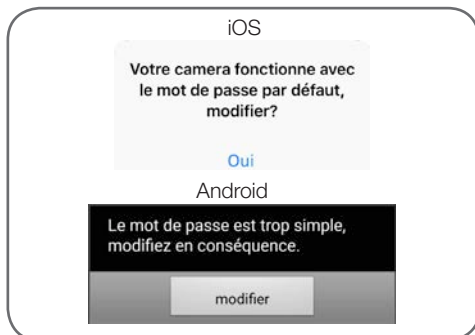 iOS
Votre camera fonctionne avec
le mot de passe par défaut,
modifier?
Oui
Android
Le mot de passe est trop simple,
modifiez en conséquence.
modifier